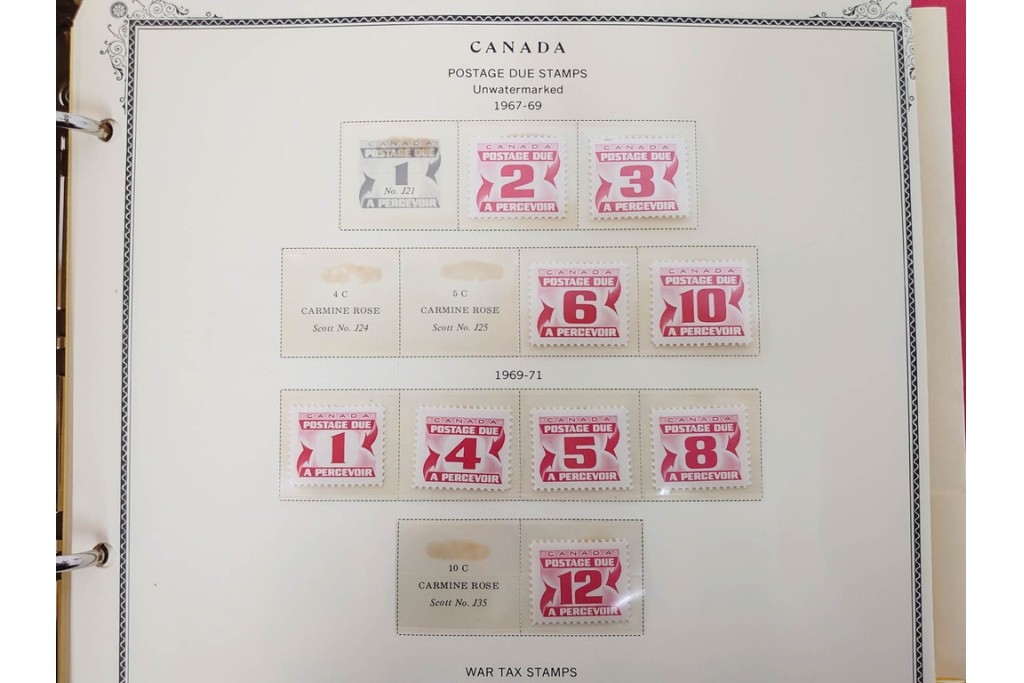 CANADA
POSTAGE DUE STAMPS
Unwatermarked
1967-69
CANADA
POSTAGE DUE
1
No. J21
A PERCEVOIR
CANADA
POSTAGE DUE
2
A PERCEVOIR
CANADA
POSTAGE DUE
3
A PERCEVOIR
4 C
CARMINE ROSE
Scott No. J24
5 C
CARMINE ROSE
Scott No. J25
CANADA
POSTAGE DUE
6
A PERCEVOIR
CANADA
POSTAGE DUE
10
A PERCEVOIR
1969-71
CANADA
POSTAGE DUE
1
A PERCEVOIR
CANADA
POSTAGE DUE
4
A PERCEVOIR
CANADA
POSTAGE DUE
5
A PERCEVOIR
CANADA
POSTAGE DUE
8
A PERCEVOIR
10 C
CARMINE ROSE
Scott No. J35
CANADA
POSTAGE DUE
12
A PERCEVOIR
WAR TAX STAMPS